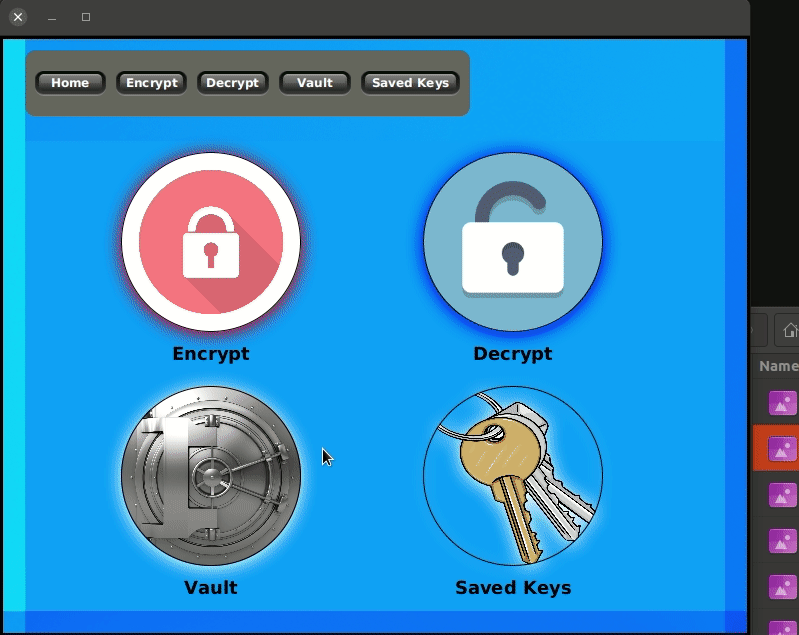 Home Encrypt Decrypt Vault Saved Keys
Encrypt Decrypt
Vault Saved Keys
Name